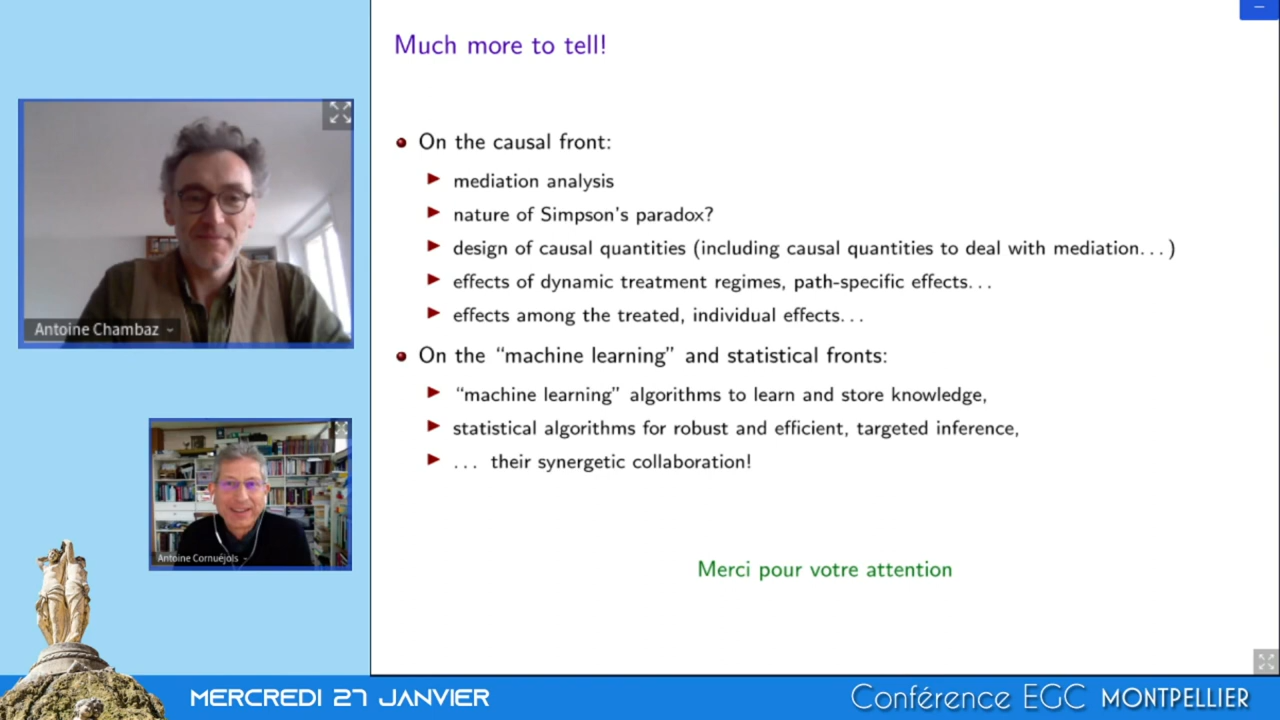 Much more to tell!
On the causal front:
mediation analysis
nature of Simpson's paradox?
design of causal quantities (including causal quantities to deal with mediation...)
effects of dynamic treatment regimes, path-specific effects...
effects among the treated, individual effects...
On the “machine learning” and statistical fronts:
“machine learning” algorithms to learn and store knowledge,
statistical algorithms for robust and efficient, targeted inference,
... their synergetic collaboration!
Merci pour votre attention
Antoine Chambaz
Antoine Cornuéjols
MERCREDI 27 JANVIER
Conférence EGC MONTPELLIER